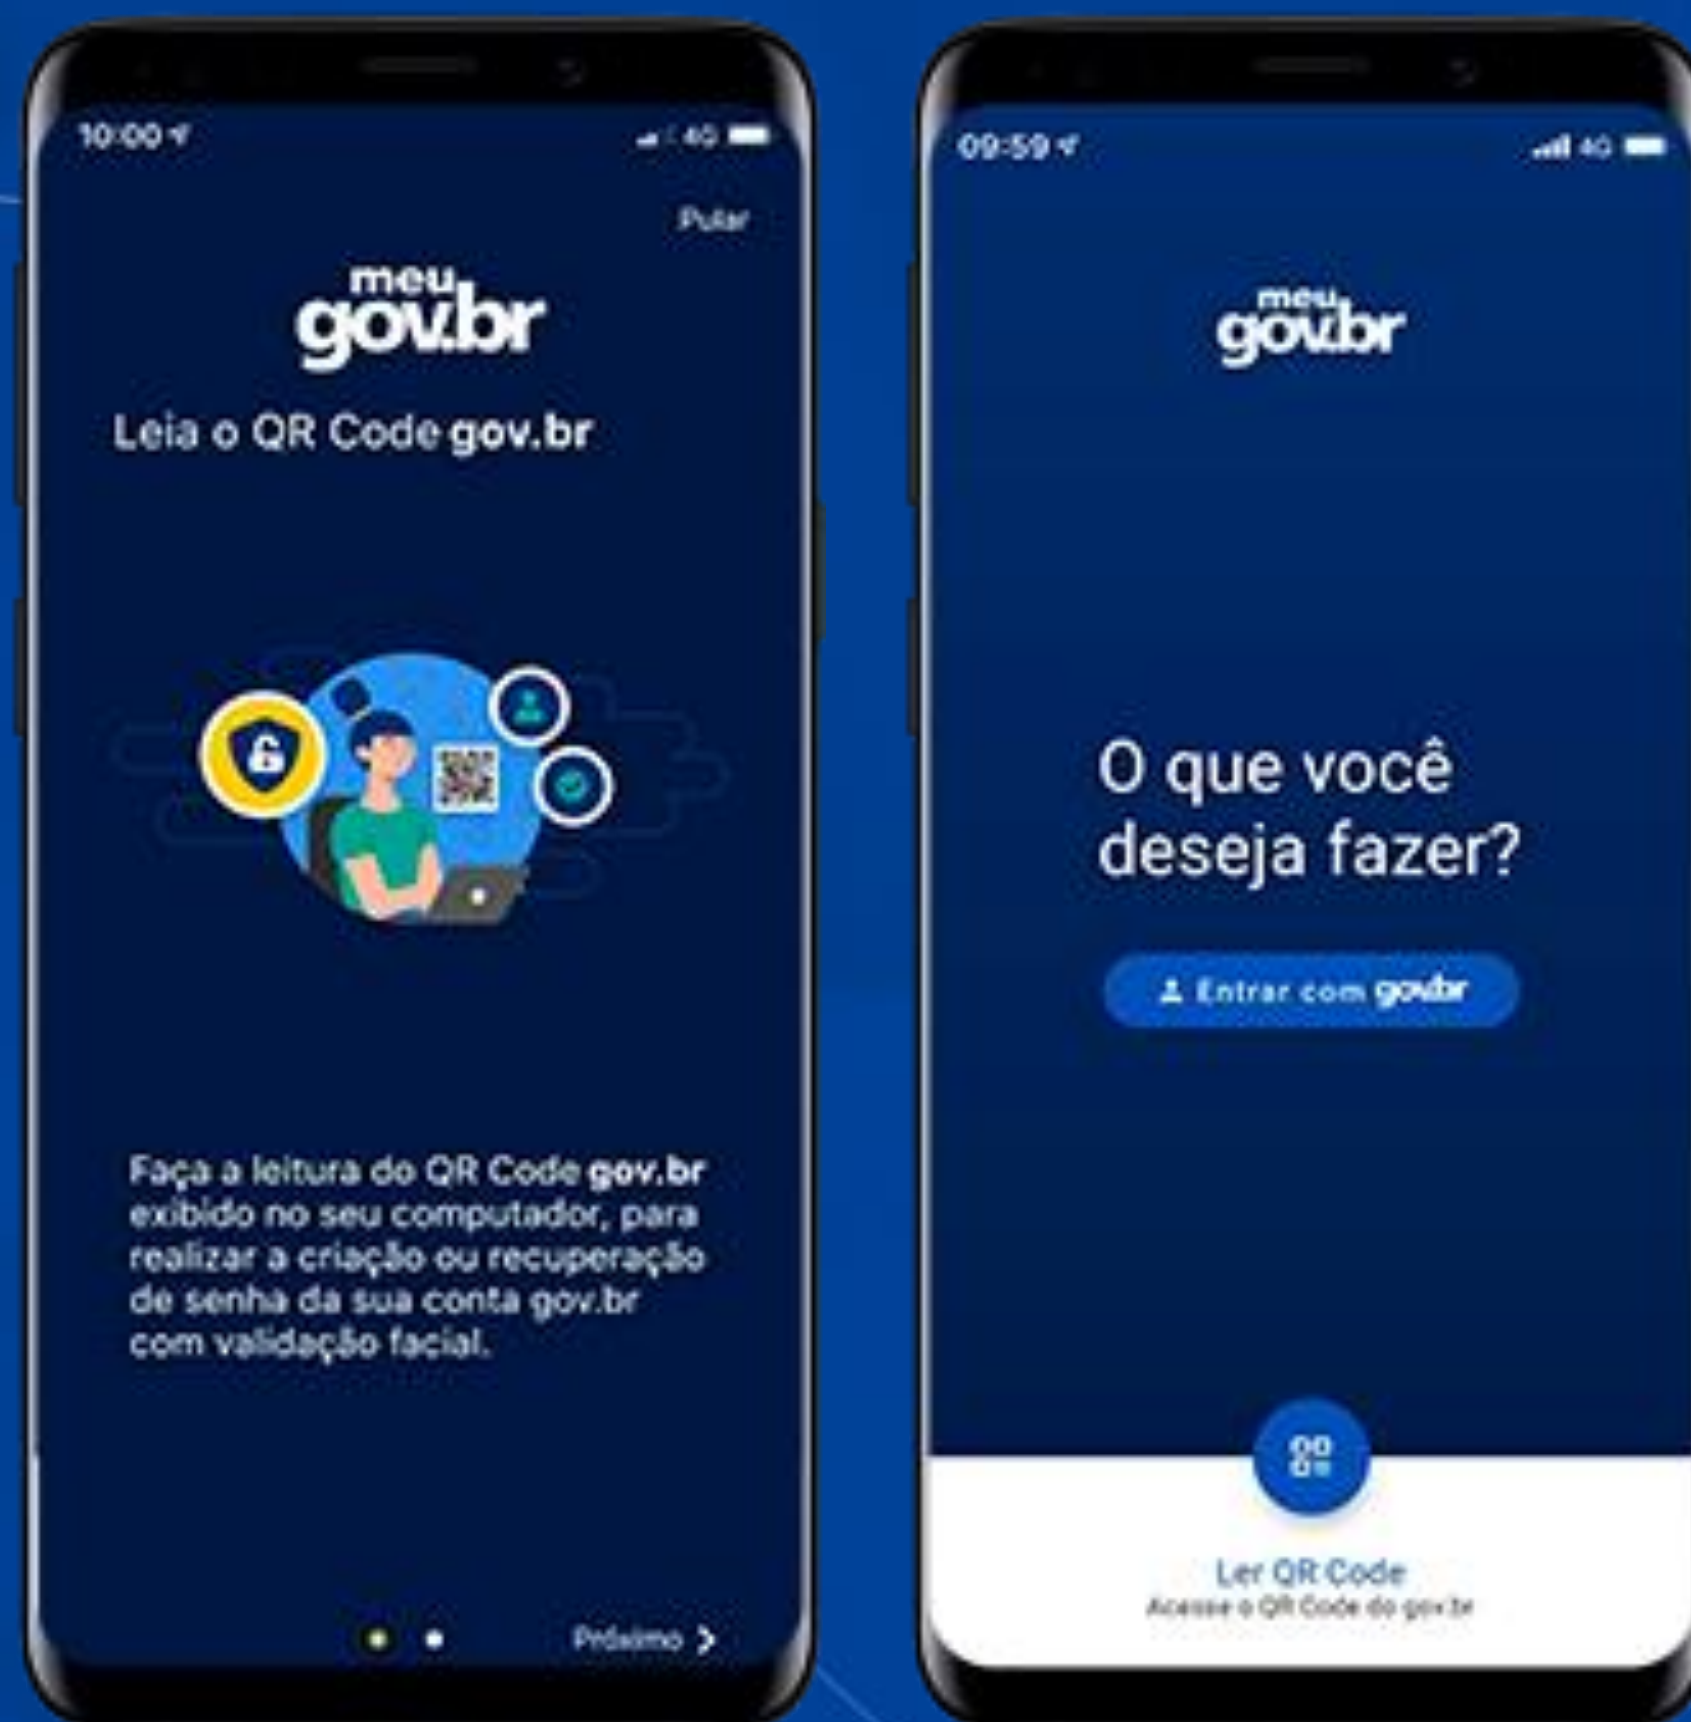 10:00
4G
Pular
meu
gov.br
Leia o QR Code gov.br
Faça a leitura do QR Code gov.br
exibido no seu computador, para
realizar a criação ou recuperação
de senha da sua conta gov.br
com validação facial.
Próximo
09:59
4G
meu
gov.br
O que você
deseja fazer?
Entrar com gov.br
Ler QR Code
Acesse o QR Code do gov.br